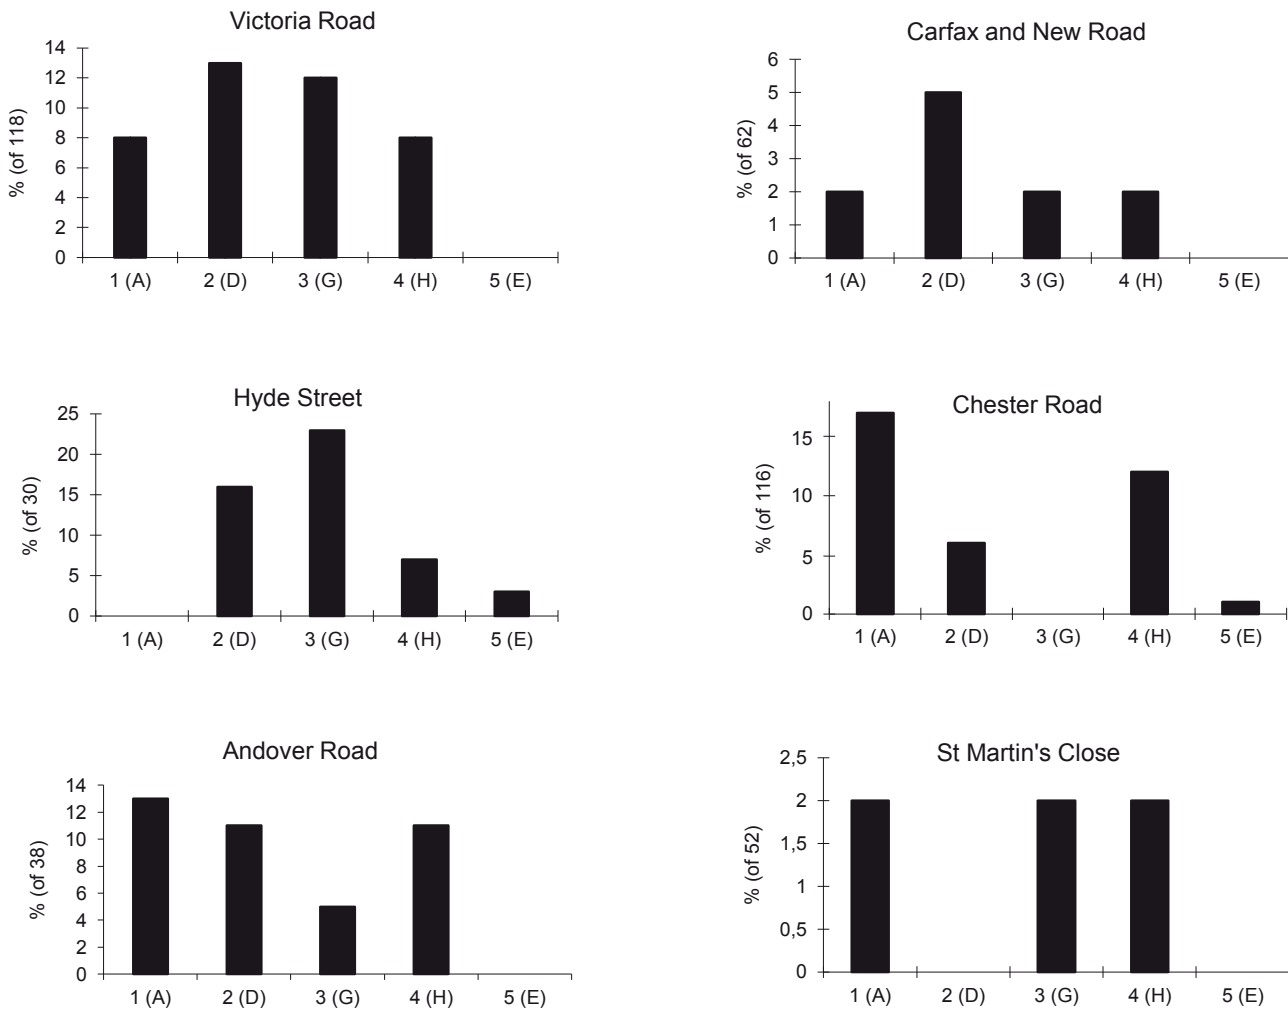 Victoria Road
14
12
10
8
6
4
2
0
% (of 118)
1 (A) 2 (D) 3 (G) 4 (H) 5 (E)
Carfax and New Road
6
5
4
3
2
1
0
% (of 62)
1 (A) 2 (D) 3 (G) 4 (H) 5 (E)
Hyde Street
25
20
15
10
5
0
% (of 30)
1 (A) 2 (D) 3 (G) 4 (H) 5 (E)
Chester Road
15
10
5
0
% (of 116)
1 (A) 2 (D) 3 (G) 4 (H) 5 (E)
Andover Road
14
12
10
8
6
4
2
0
% (of 38)
1 (A) 2 (D) 3 (G) 4 (H) 5 (E)
St Martin's Close
2,5
2
1,5
1
0,5
0
% (of 52)
1 (A) 2 (D) 3 (G) 4 (H) 5 (E)